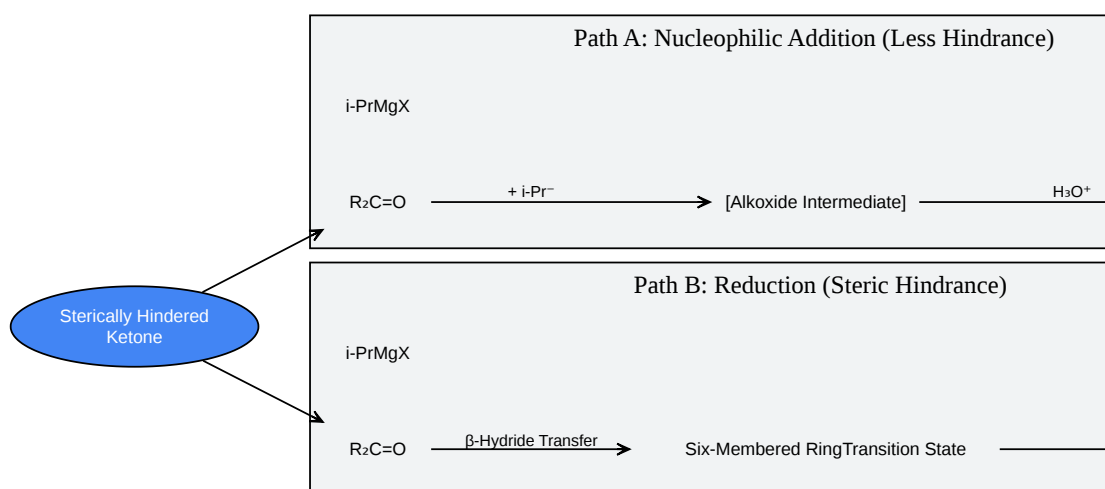 Path A: Nucleophilic Addition (Less Hindrance)
i-PrMgX
R₂C=O
+ i-Pr⁻
[Alkoxide Intermediate]
H₃O⁺
Sterically Hindered
Ketone
Path B: Reduction (Steric Hindrance)
i-PrMgX
R₂C=O
β-Hydride Transfer
Six-Membered RingTransition State